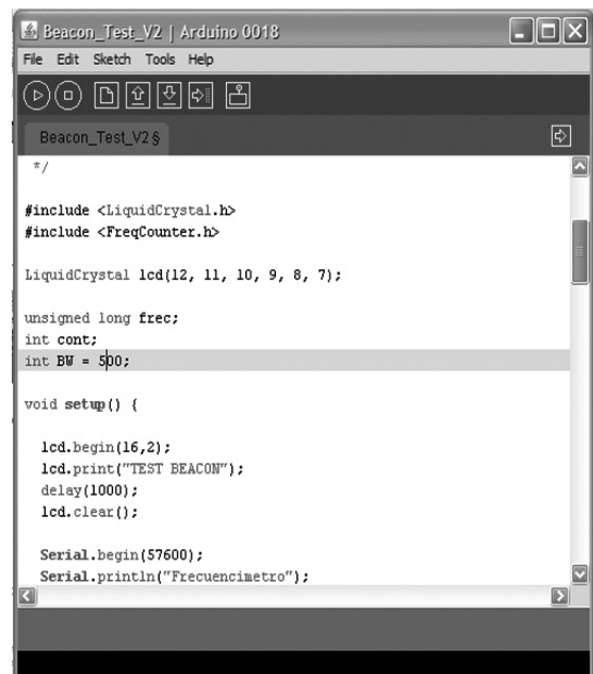 Beacon_Test_V2 | Arduino 0018
File Edit Sketch Tools Help
Beacon_Test_V2 §
*/
#include <LiquidCrystal.h>
#include <FreqCounter.h>
LiquidCrystal lcd(12, 11, 10, 9, 8, 7);
unsigned long frec;
int cont;
int BW = 500;
void setup() {
lcd.begin(16,2);
lcd.print("TEST BEACON");
delay(1000);
lcd.clear();
Serial.begin(57600);
Serial.println("Frecuencimetro");